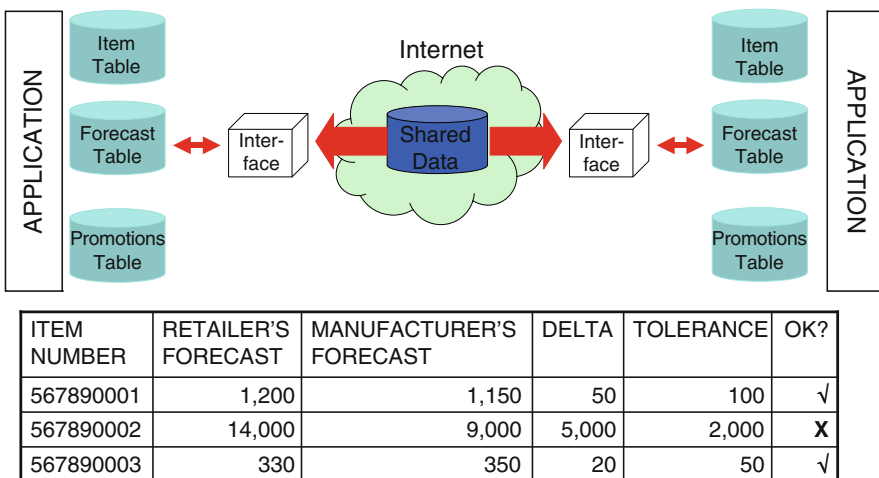 APPLICATION
Item
Table
Forecast
Table
Promotions
Table
Inter-
face
Internet
Shared
Data
Inter-
face
Item
Table
Forecast
Table
Promotions
Table
APPLICATION
ITEM NUMBER RETAILER'S FORECAST MANUFACTURER'S FORECAST DELTA TOLERANCE OK?
567890001 1,200 1,150 50 100 √
567890002 14,000 9,000 5,000 2,000 X
567890003 330 350 20 50 √